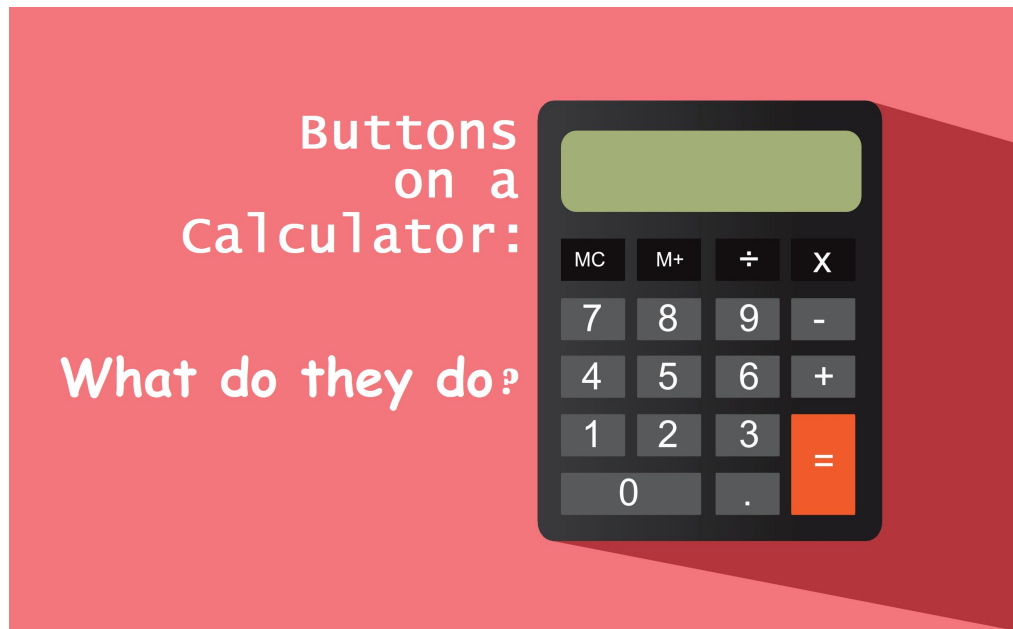 Buttons
on a
Calculator:
What do they do?
MC M+ ÷ x
7 8 9 -
4 5 6 +
1 2 3
=
0 .